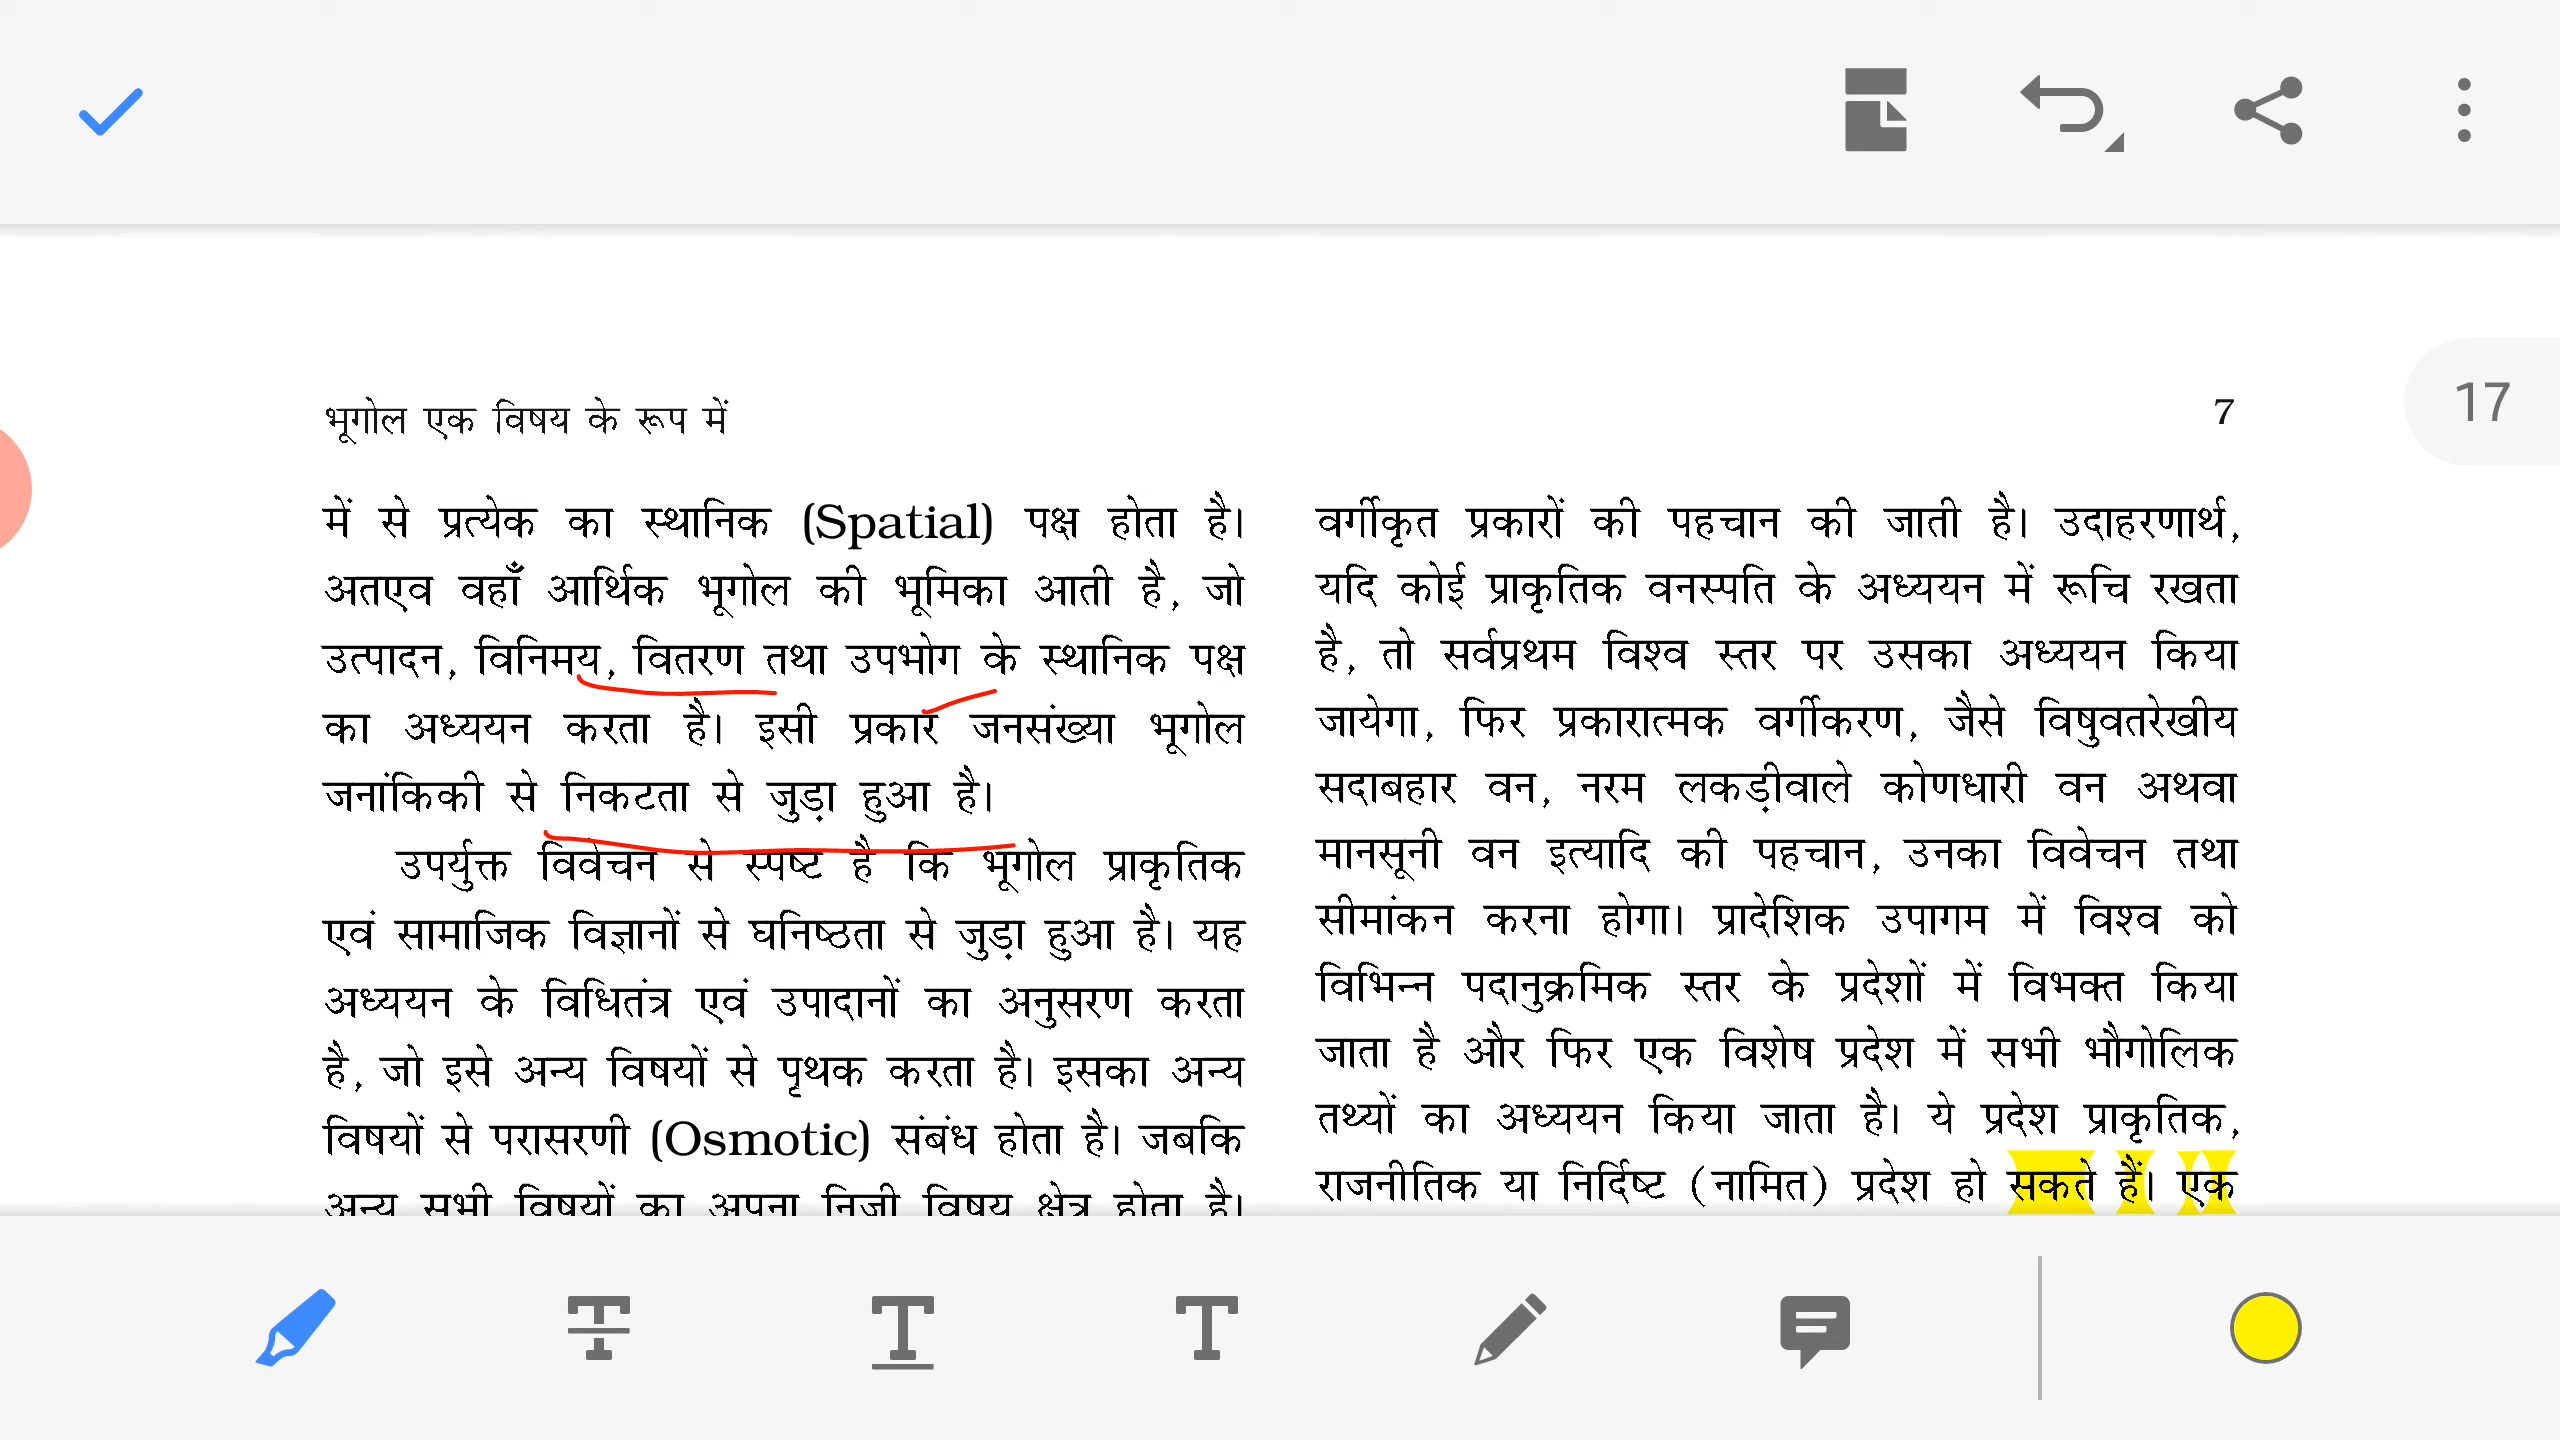 17
भूगोल एक विषय के रूप में
7
में से प्रत्येक का स्थानिक (Spatial) पक्ष होता है।
अतएव वहाँ आर्थिक भूगोल की भूमिका आती है, जो
उत्पादन, विनिमय, वितरण तथा उपभोग के स्थानिक पक्ष
का अध्ययन करता है। इसी प्रकार जनसंख्या भूगोल
जनांकिकी से निकटता से जुड़ा हुआ है।
उपर्युक्त विवेचन से स्पष्ट है कि भूगोल प्राकृतिक
एवं सामाजिक विज्ञानों से घनिष्ठता से जुड़ा हुआ है। यह
अध्ययन के विधितंत्र एवं उपादानों का अनुसरण करता
है, जो इसे अन्य विषयों से पृथक करता है। इसका अन्य
विषयों से परासरणी (Osmotic) संबंध होता है। जबकि
अन्य सभी विषयों का अपना निजी विषय क्षेत्र होता है।
वर्गीकृत प्रकारों की पहचान की जाती है। उदाहरणार्थ,
यदि कोई प्राकृतिक वनस्पति के अध्ययन में रूचि रखता
है, तो सर्वप्रथम विश्व स्तर पर उसका अध्ययन किया
जायेगा, फिर प्रकारात्मक वर्गीकरण, जैसे विषुवतरेखीय
सदाबहार वन, नरम लकड़ीवाले कोणधारी वन अथवा
मानसूनी वन इत्यादि की पहचान, उनका विवेचन तथा
सीमांकन करना होगा। प्रादेशिक उपागम में विश्व को
विभिन्न पदानुक्रमिक स्तर के प्रदेशों में विभक्त किया
जाता है और फिर एक विशेष प्रदेश में सभी भौगोलिक
तथ्यों का अध्ययन किया जाता है। ये प्रदेश प्राकृतिक,
राजनीतिक या निर्दिष्ट (नामित) प्रदेश हो सकते हैं। एक